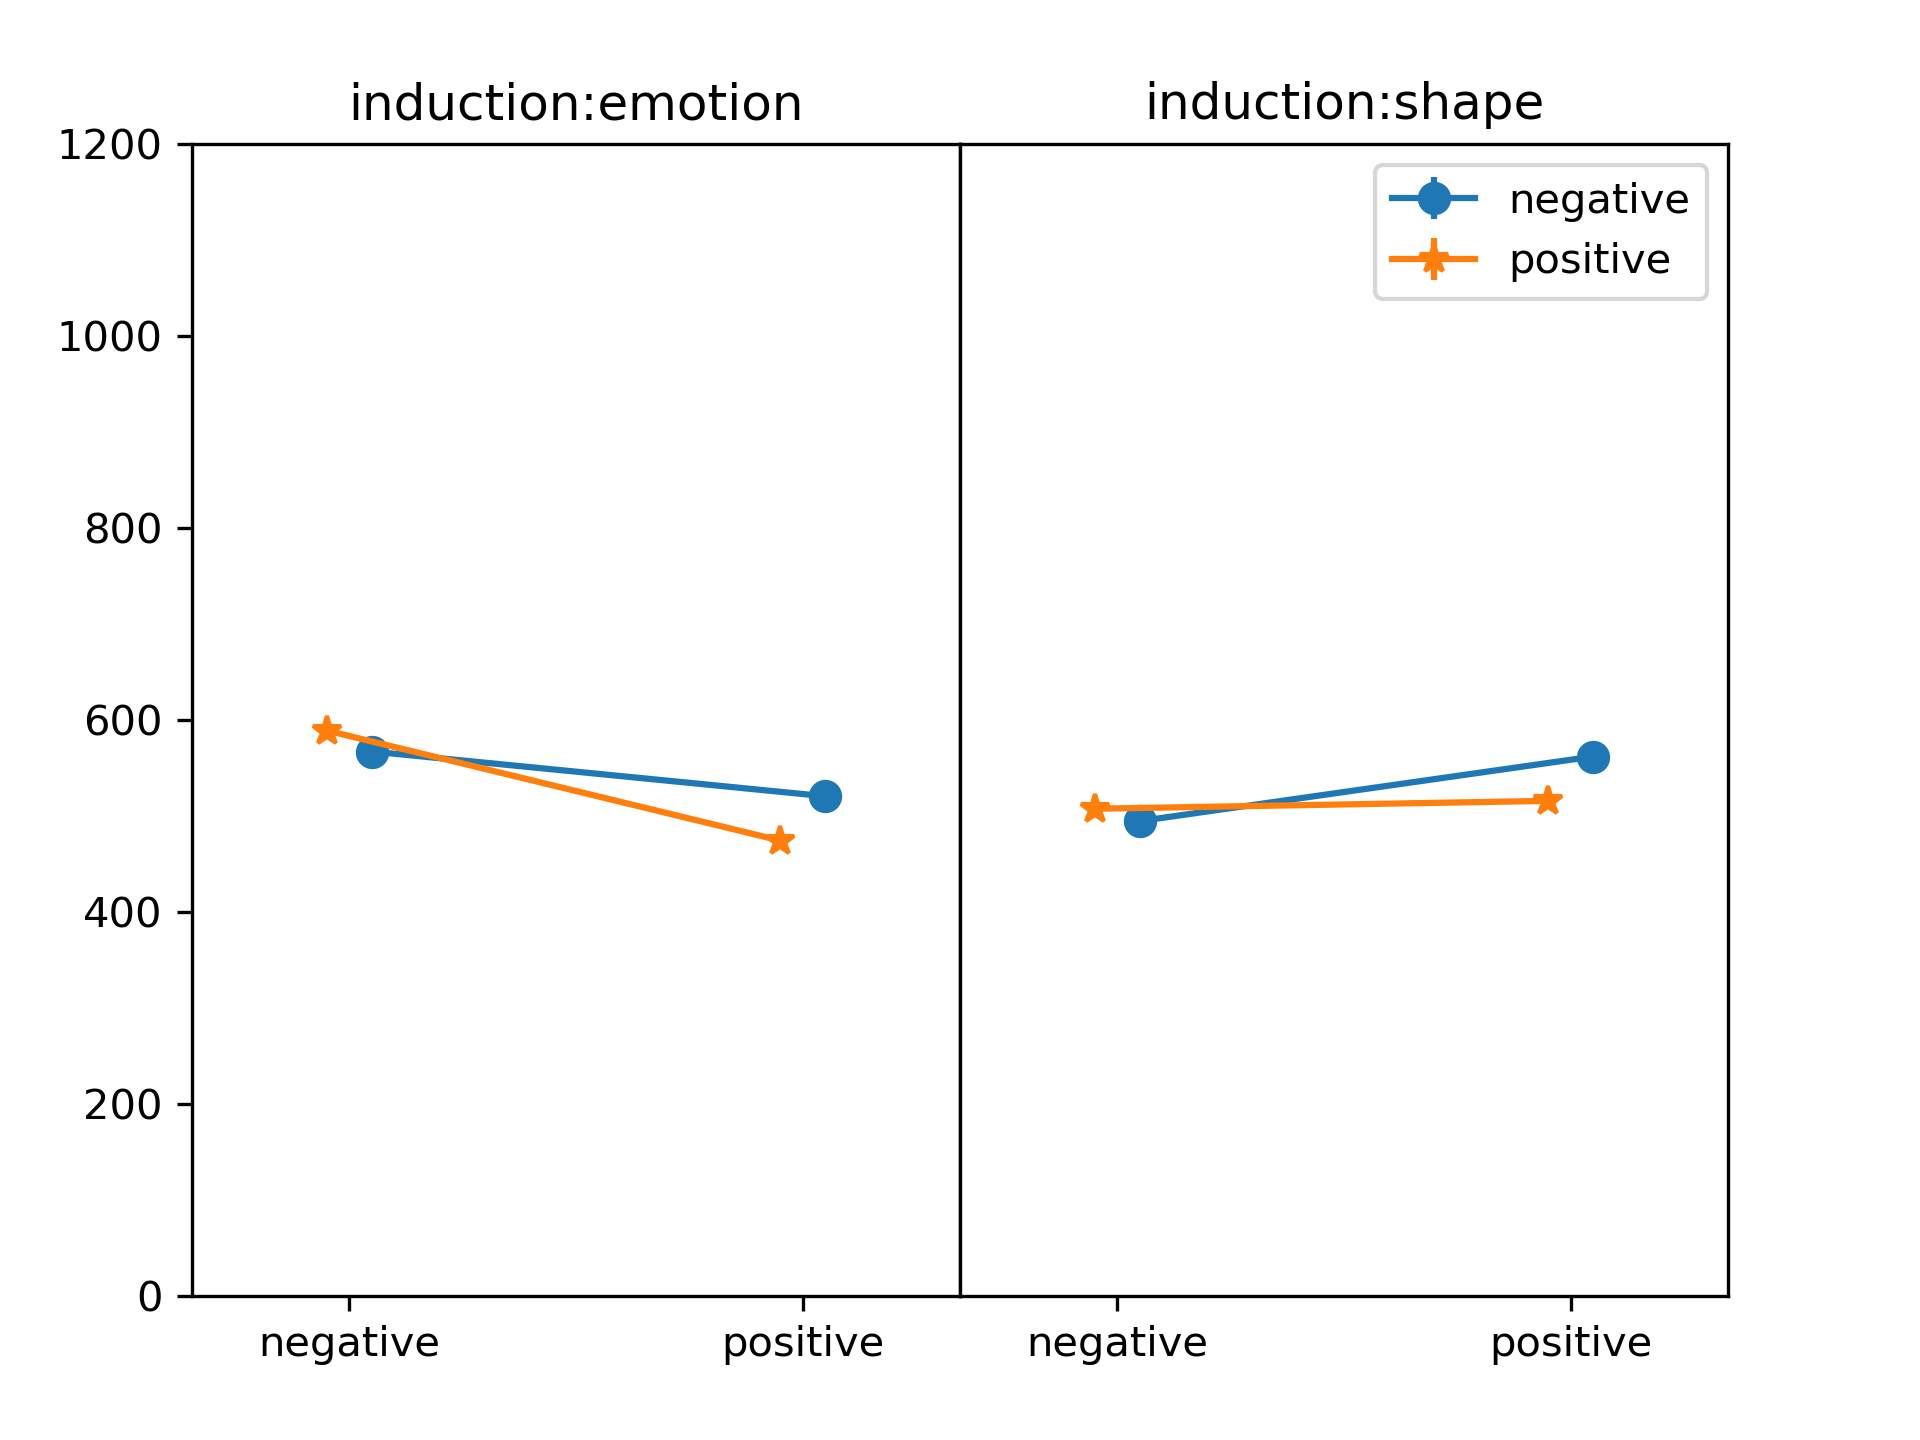 induction:emotion
induction:shape
1200
1000
800
600
400
200
0
negative
positive
negative
positive
negative
positive